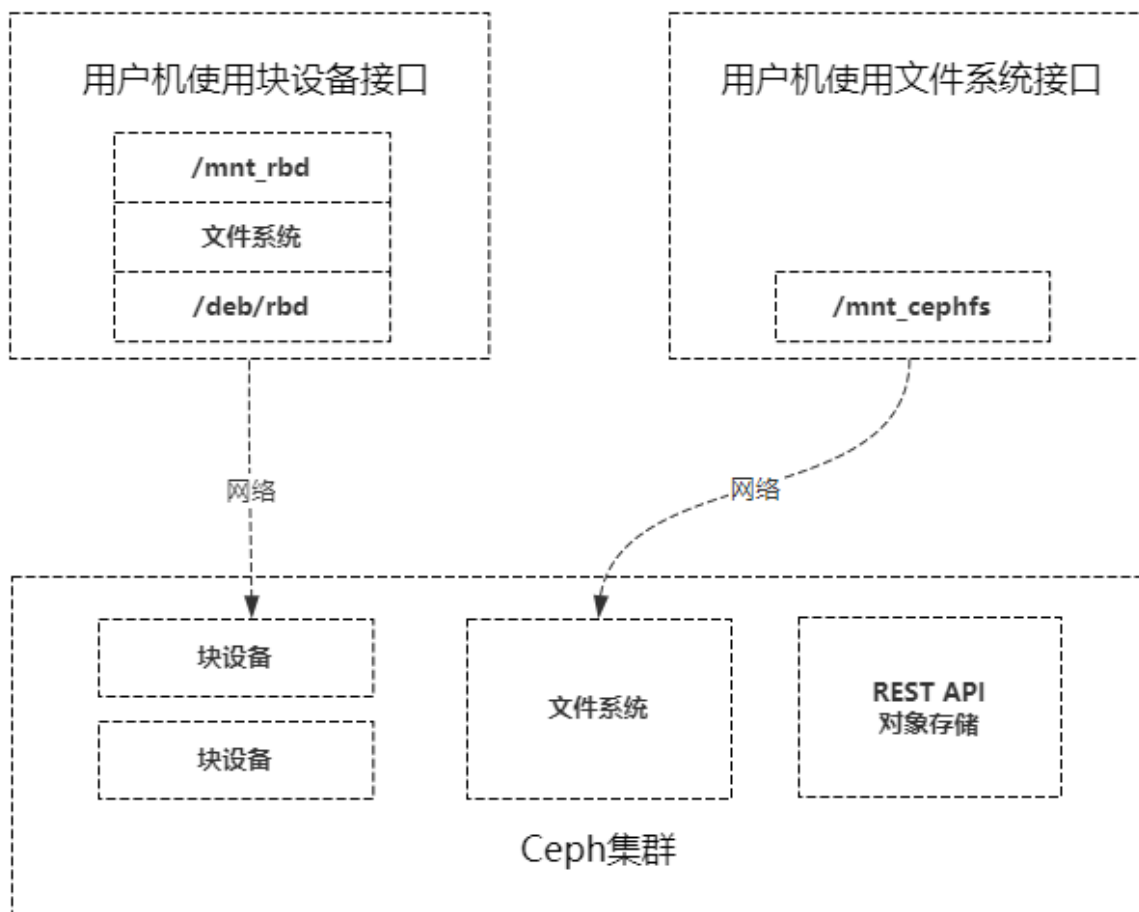 用户机使用块设备接口
/mnt_rbd
文件系统
/deb/rbd
用户机使用文件系统接口
/mnt_cephfs
网络
网络
块设备
块设备
文件系统
REST API
对象存储
Ceph集群